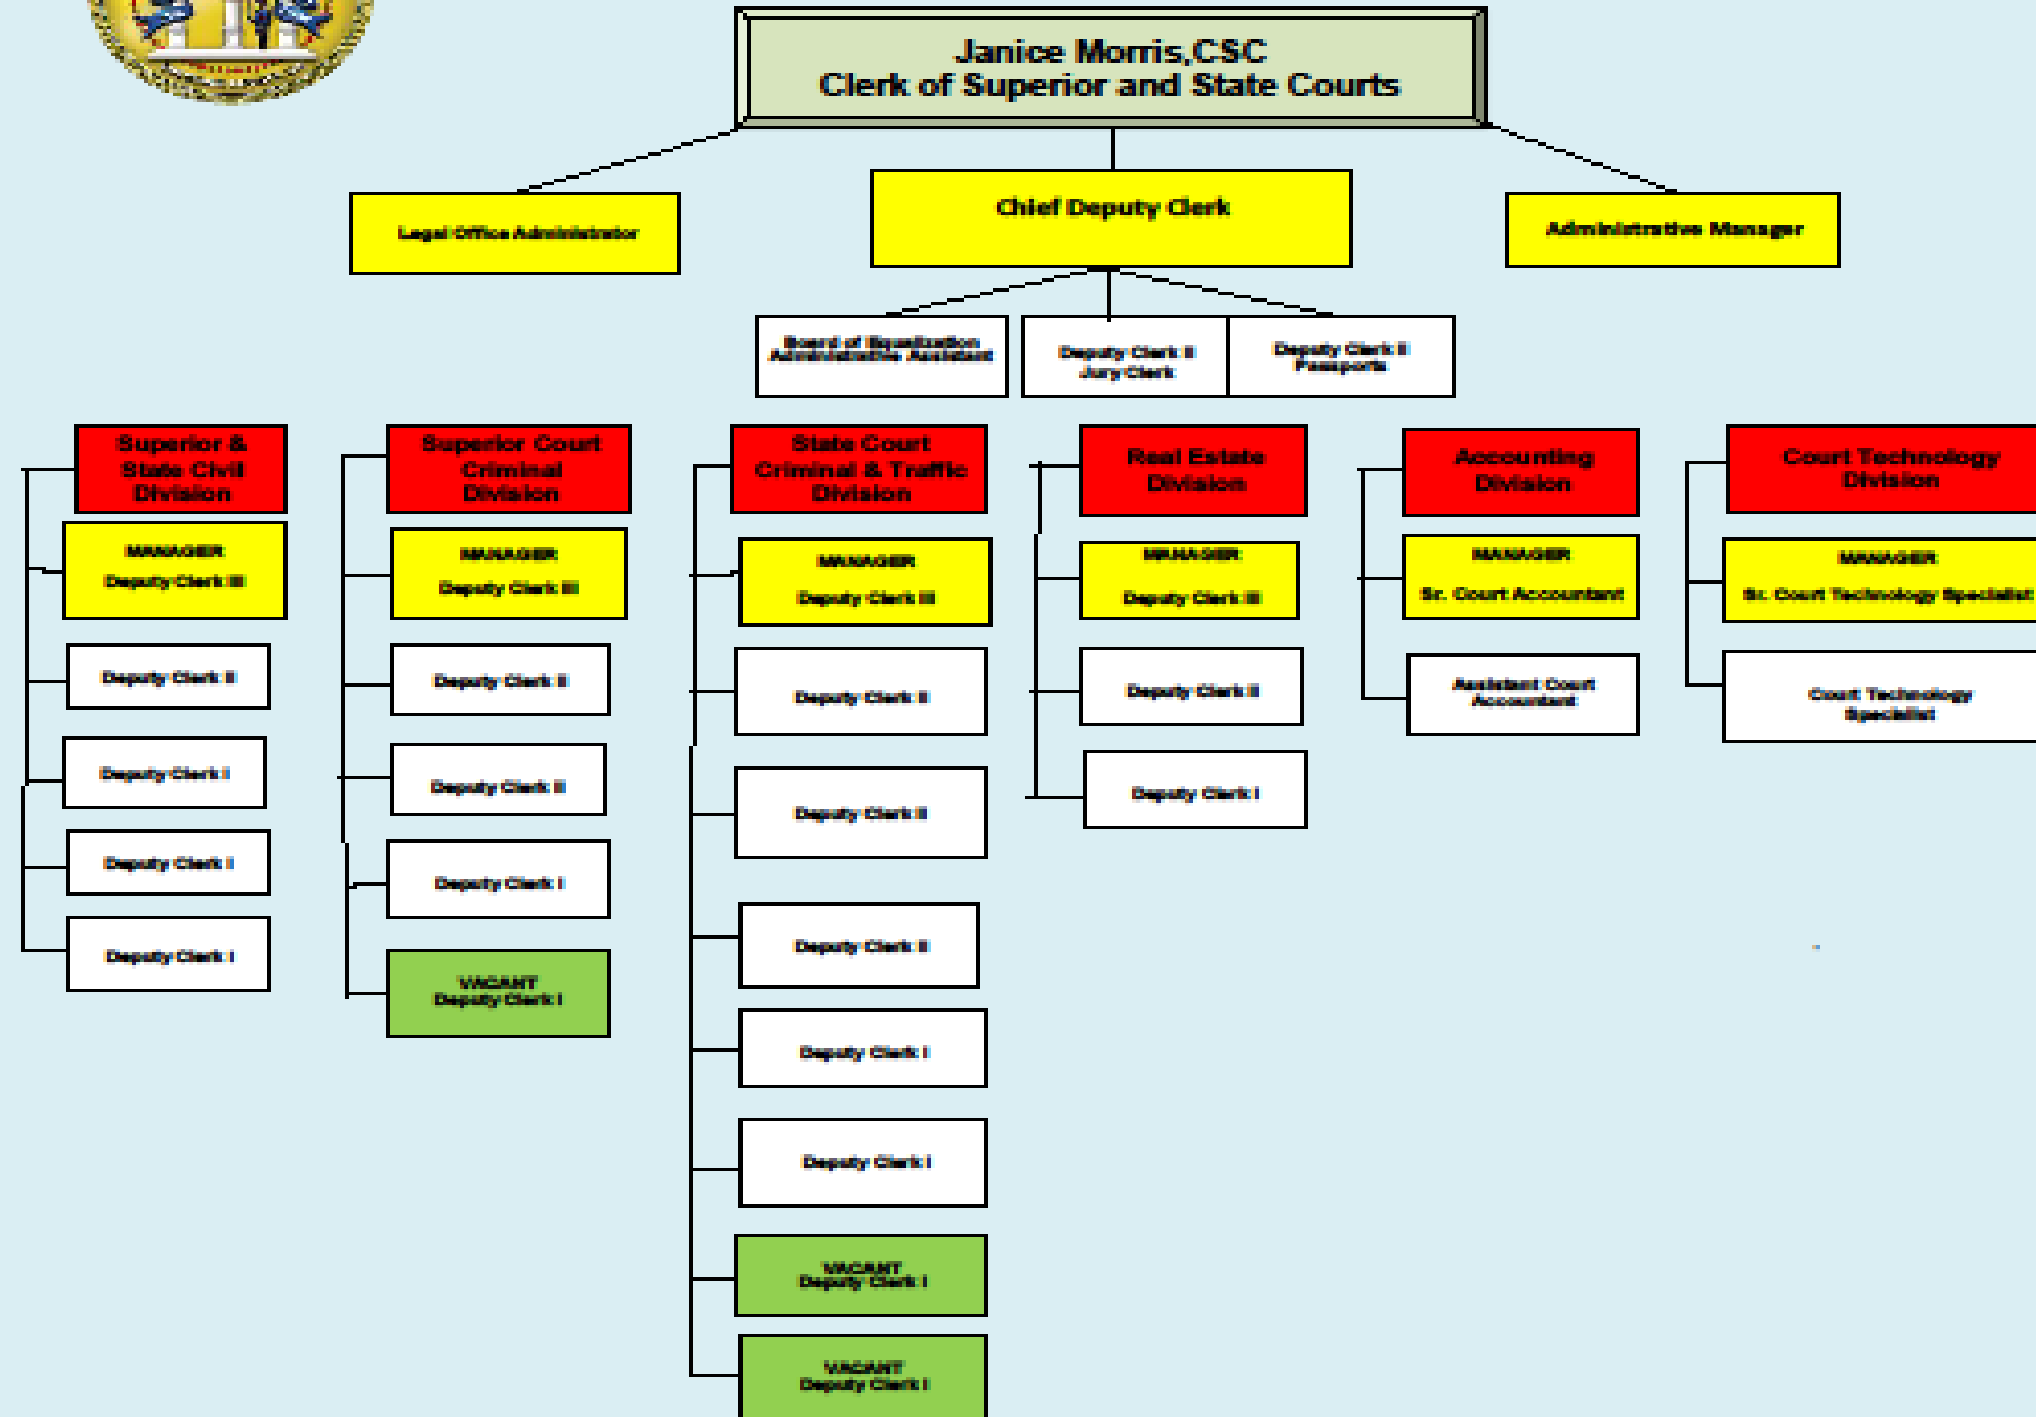 Janice Morris,CSC
Clerk of Superior and State Courts
Legal Office Administrator
Chief Deputy Clerk
Administrative Manager
Board of Equalization
Administrative Assistant
Deputy Clerk II
Jury Clerk
Deputy Clerk II
Passports
Superior &
State Civil
Division
MANAGER
Deputy Clerk III
Deputy Clerk II
Deputy Clerk I
Deputy Clerk I
Deputy Clerk I
Superior Court
Criminal
Division
MANAGER
Deputy Clerk III
Deputy Clerk II
Deputy Clerk II
Deputy Clerk I
VACANT
Deputy Clerk I
State Court
Criminal & Traffic
Division
MANAGER
Deputy Clerk III
Deputy Clerk II
Deputy Clerk II
Deputy Clerk II
Deputy Clerk I
Deputy Clerk I
VACANT
Deputy Clerk I
VACANT
Deputy Clerk I
Real Estate
Division
MANAGER
Deputy Clerk III
Deputy Clerk II
Deputy Clerk I
Accounting
Division
MANAGER
Sr. Court Accountant
Assistant Court
Accountant
Court Technology
Division
MANAGER
Sr. Court Technology Specialist
Court Technology
Specialist